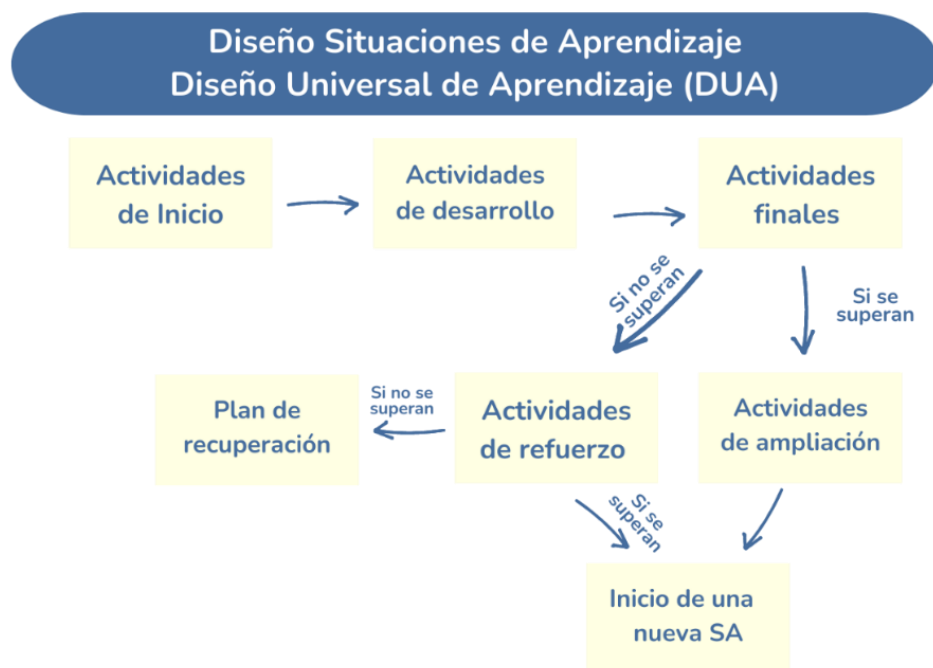 Diseño Situaciones de Aprendizaje
Diseño Universal de Aprendizaje (DUA)
Actividades
de Inicio
Actividades
de desarrollo
Actividades
finales
Si no se
superan
Si se
superan
Plan de
recuperación
Si no se
superan
Actividades
de refuerzo
Actividades
de ampliación
Si se
superan
Inicio de una
nueva SA